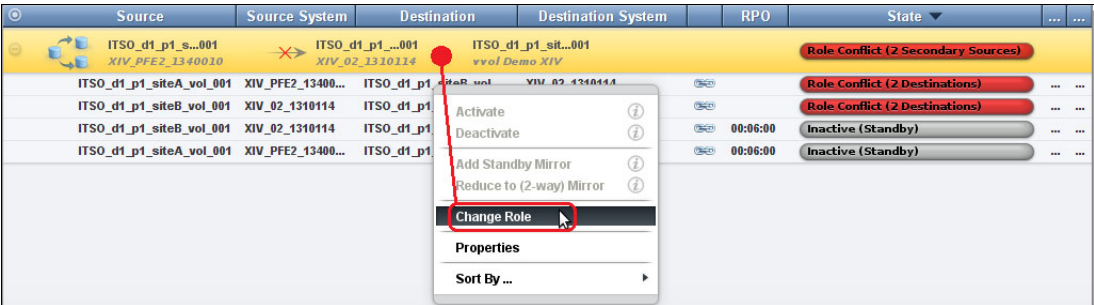 Source Source System Destination Destination System RPO State ... ...
ITSO_d1_p1_s...001 ITSO_d1_p1_...001 ITSO_d1_p1_sit...001 Role Conflict (2 Secondary Sources)
XIV_PFE2_1340010 XIV_02_1310114 vvol Demo XIV
ITSO_d1_p1_siteA_vol_001 XIV_PFE2_13400... ITSO_d1_p1_siteB_vol XIV_02_1310114 Role Conflict (2 Destinations) ... ...
ITSO_d1_p1_siteB_vol_001 XIV_02_1310114 ITSO_d1_p1 Role Conflict (2 Destinations) ... ...
ITSO_d1_p1_siteB_vol_001 XIV_02_1310114 ITSO_d1_p1 00:06:00 Inactive (Standby) ... ...
ITSO_d1_p1_siteA_vol_001 XIV_PFE2_13400... ITSO_d1_p1 00:06:00 Inactive (Standby) ... ...
Activate
Deactivate
Add Standby Mirror
Reduce to (2-way) Mirror
Change Role
Properties
Sort By ...